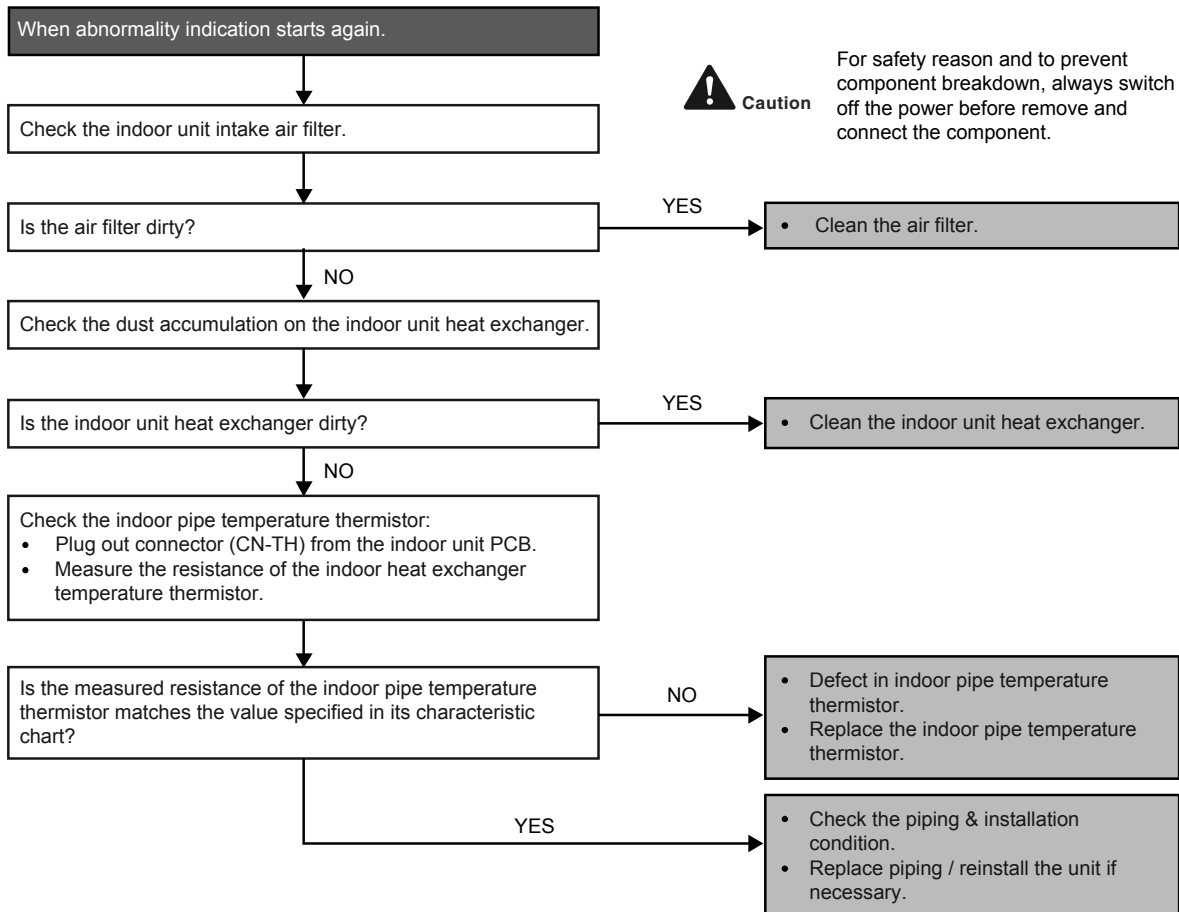 When abnormality indication starts again.
Caution
For safety reason and to prevent
component breakdown, always switch
off the power before remove and
connect the component.
Check the indoor unit intake air filter.
Is the air filter dirty?
YES
• Clean the air filter.
NO
Check the dust accumulation on the indoor unit heat exchanger.
Is the indoor unit heat exchanger dirty?
YES
• Clean the indoor unit heat exchanger.
NO
Check the indoor pipe temperature thermistor:
• Plug out connector (CN-TH) from the indoor unit PCB.
• Measure the resistance of the indoor heat exchanger
temperature thermistor.
Is the measured resistance of the indoor pipe temperature
thermistor matches the value specified in its characteristic
chart?
NO
• Defect in indoor pipe temperature
thermistor.
• Replace the indoor pipe temperature
thermistor.
YES
• Check the piping & installation
condition.
• Replace piping / reinstall the unit if
necessary.